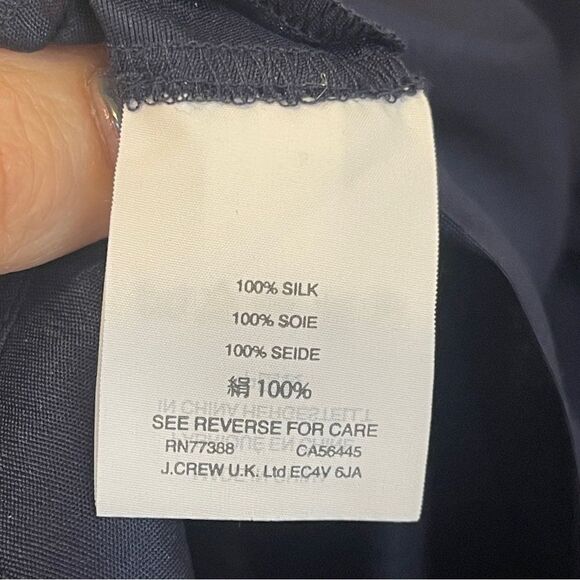 100% SILK
100% SOIE
100% SEIDE
絹 100%
SEE REVERSE FOR CARE
RN77388 CA56445
J.CREW U.K. Ltd EC4V 6JA